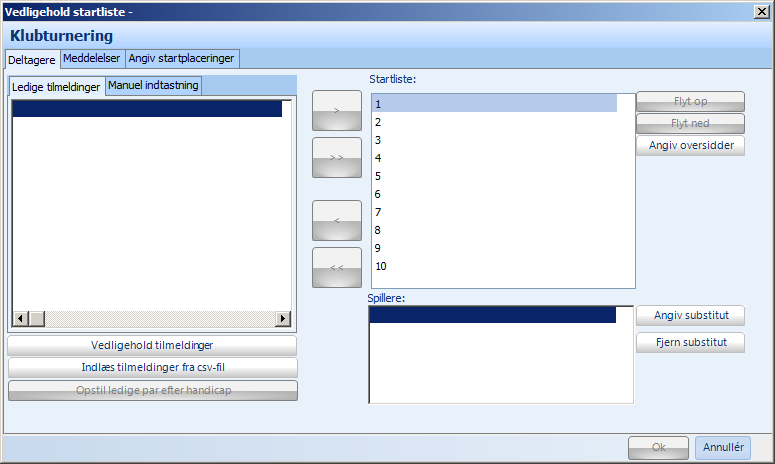 Vedligehold startliste -
Klubturnering
Deltagere Meddelelser Angiv startplaceringer
Ledige tilmeldinger Manuel indtastning
Startliste:
>
>>
<
<<
1
2
3
4
5
6
7
8
9
10
Flyt op
Flyt ned
Angiv oversidder
Spillere:
Angiv substitut
Fjern substitut
Vedligehold tilmeldinger
Indlæs tilmeldinger fra csv-fil
Opstil ledige par efter handicap
Ok Annullér